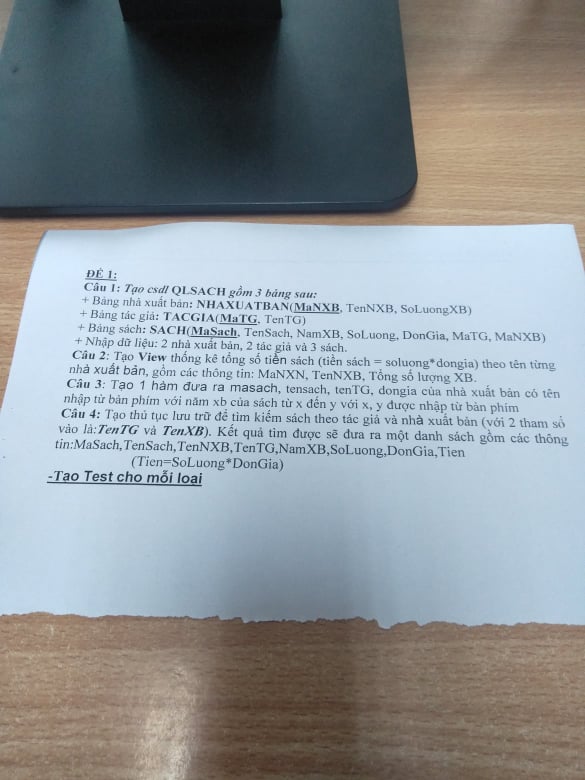 ĐỀ 1:
Câu 1: Tạo csdl QLSACH gồm 3 bảng sau:
+ Bảng nhà xuất bản: NHAXUATBAN(MaNXB, TenNXB, SoLuongXB)
+ Bảng tác giả: TACGIA(MaTG, TenTG)
+ Bảng sách: SACH(MaSach, TenSach, NamXB, SoLuong, DonGia, MaTG, MaNXB)
+ Nhập dữ liệu: 2 nhà xuất bản, 2 tác giả và 3 sách.
Câu 2: Tạo View thống kê tổng số tiền sách (tiền sách = soluong*dongia) theo tên từng
nhà xuất bản, gồm các thông tin: MaNXN, TenNXB, Tổng số lượng XB.
Câu 3: Tạo 1 hàm đưa ra masach, tensach, tenTG, dongia của nhà xuất bản có tên
nhập từ bàn phím với năm xb của sách từ x đến y với x, y được nhập từ bàn phím
Câu 4: Tạo thủ tục lưu trữ để tìm kiếm sách theo tác giả và nhà xuất bản (với 2 tham số
vào là:TenTG và TenXB). Kết quả tìm được sẽ đưa ra một danh sách gồm các thông
tin:MaSach,TenSach,TenNXB,TenTG,NamXB,SoLuong,DonGia,Tien
(Tien=SoLuong*DonGia)
-Tạo Test cho mỗi loại